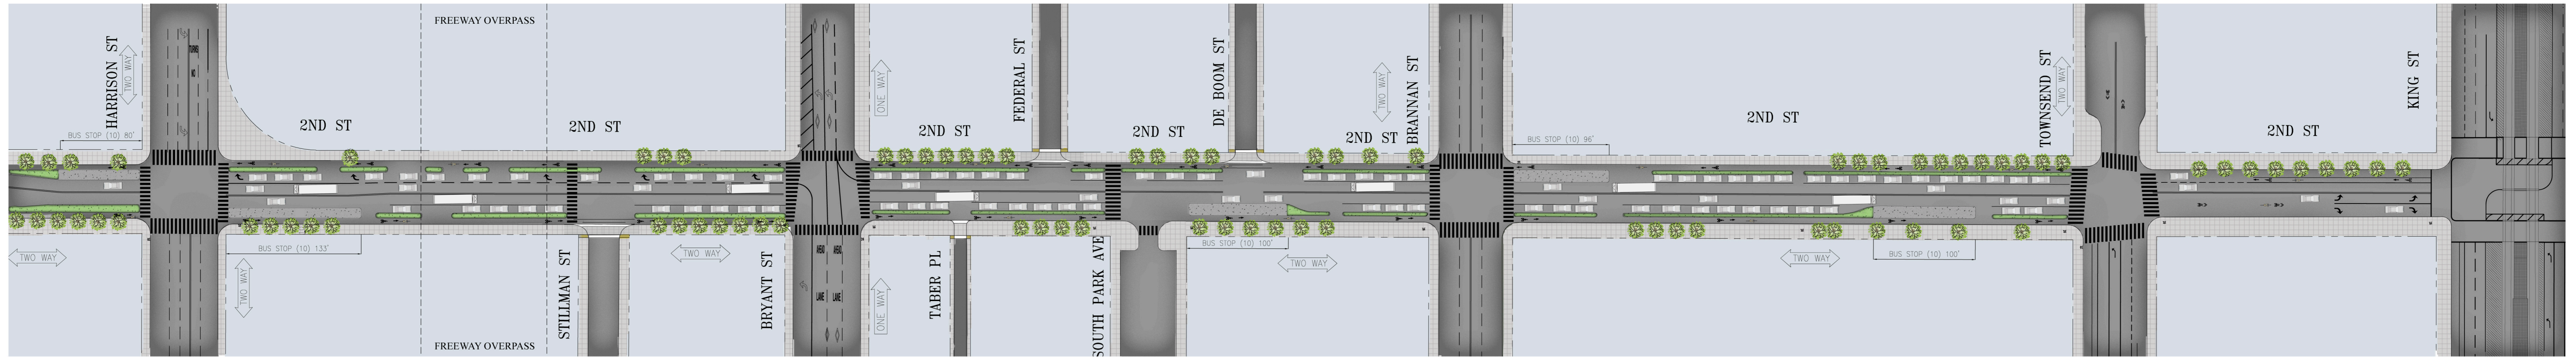 FREEWAY OVERPASS
HARRISON ST
TWO WAY
BUS STOP (10) 80'
2ND ST
2ND ST
ONE WAY
2ND ST
FEDERAL ST
2ND ST
DE BOOM ST
TWO WAY
2ND ST
BRANNAN ST
BUS STOP (10) 96'
2ND ST
TOWNSEND ST
TWO WAY
2ND ST
KING ST
TWO WAY
BUS STOP (10) 133'
TWO WAY
FREEWAY OVERPASS
STILLMAN ST
TWO WAY
BRYANT ST
AHEAD
AHEAD
LANE
LANE
ONE WAY
TABER PL
SOUTH PARK AVE
BUS STOP (10) 100'
TWO WAY
TWO WAY
BUS STOP (10) 100'